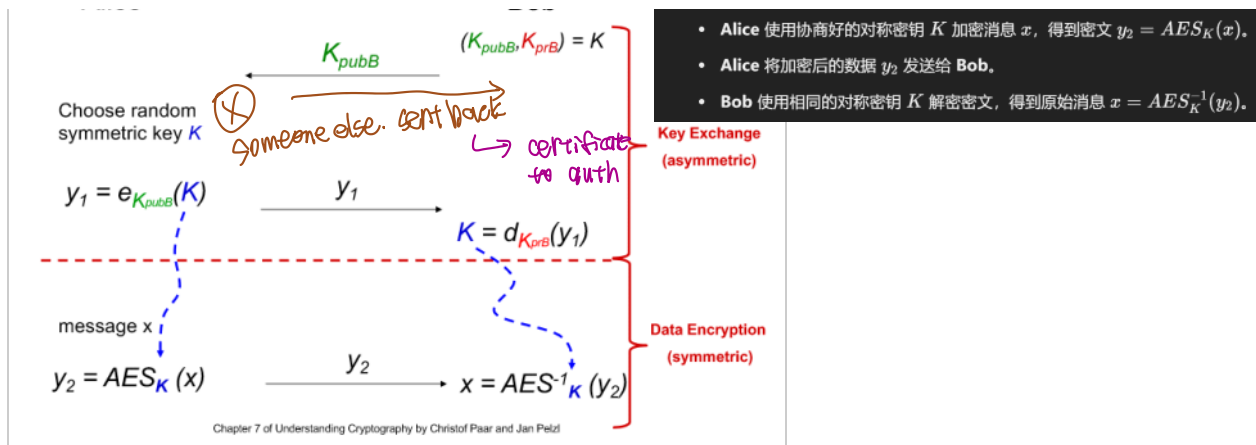 K_pubB
(K_pubB,K_prB) = K
Choose random
symmetric key K
X
someone else. sent back
↳ certificate
to auth
y₁ = e_KpubB(K)
y₁
K = d_KprB(y₁)
Key Exchange
(asymmetric)
message x
y₂ = AES_K (x)
y₂
x = AES⁻¹_K (y₂)
Data Encryption
(symmetric)
Chapter 7 of Understanding Cryptography by Christof Paar and Jan Pelzl
• Alice 使用协商好的对称密钥 K 加密消息 x，得到密文 y₂ = AES_K(x)。
• Alice 将加密后的数据 y₂ 发送给 Bob。
• Bob 使用相同的对称密钥 K 解密密文，得到原始消息 x = AES_K⁻¹(y₂)。